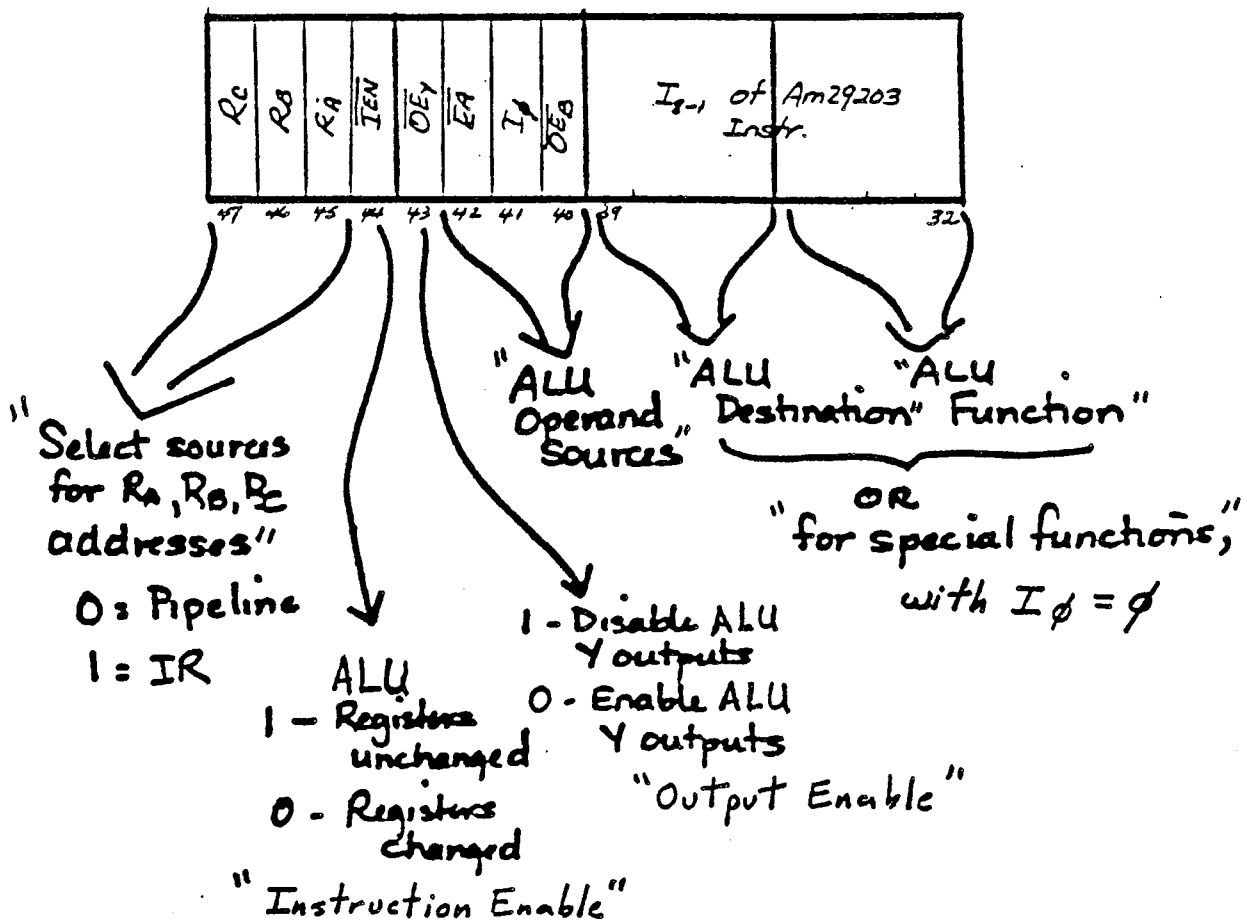 RC RB RA IEN OEY EA Iφ OEB I8-1 of Am29203
Instr.
47 46 45 44 43 42 41 40 39 32
"Select sources
for RA, RB, RC
addresses"
0 = Pipeline
1 = IR
ALU
1 - Registers
unchanged
0 - Registers
changed
"Instruction Enable"
1 - Disable ALU
Y outputs
0 - Enable ALU
Y outputs
"Output Enable"
"ALU
Operand
Sources"
"ALU
Destination"
"ALU
Function"
OR
"for special functions,"
with Iφ = φ